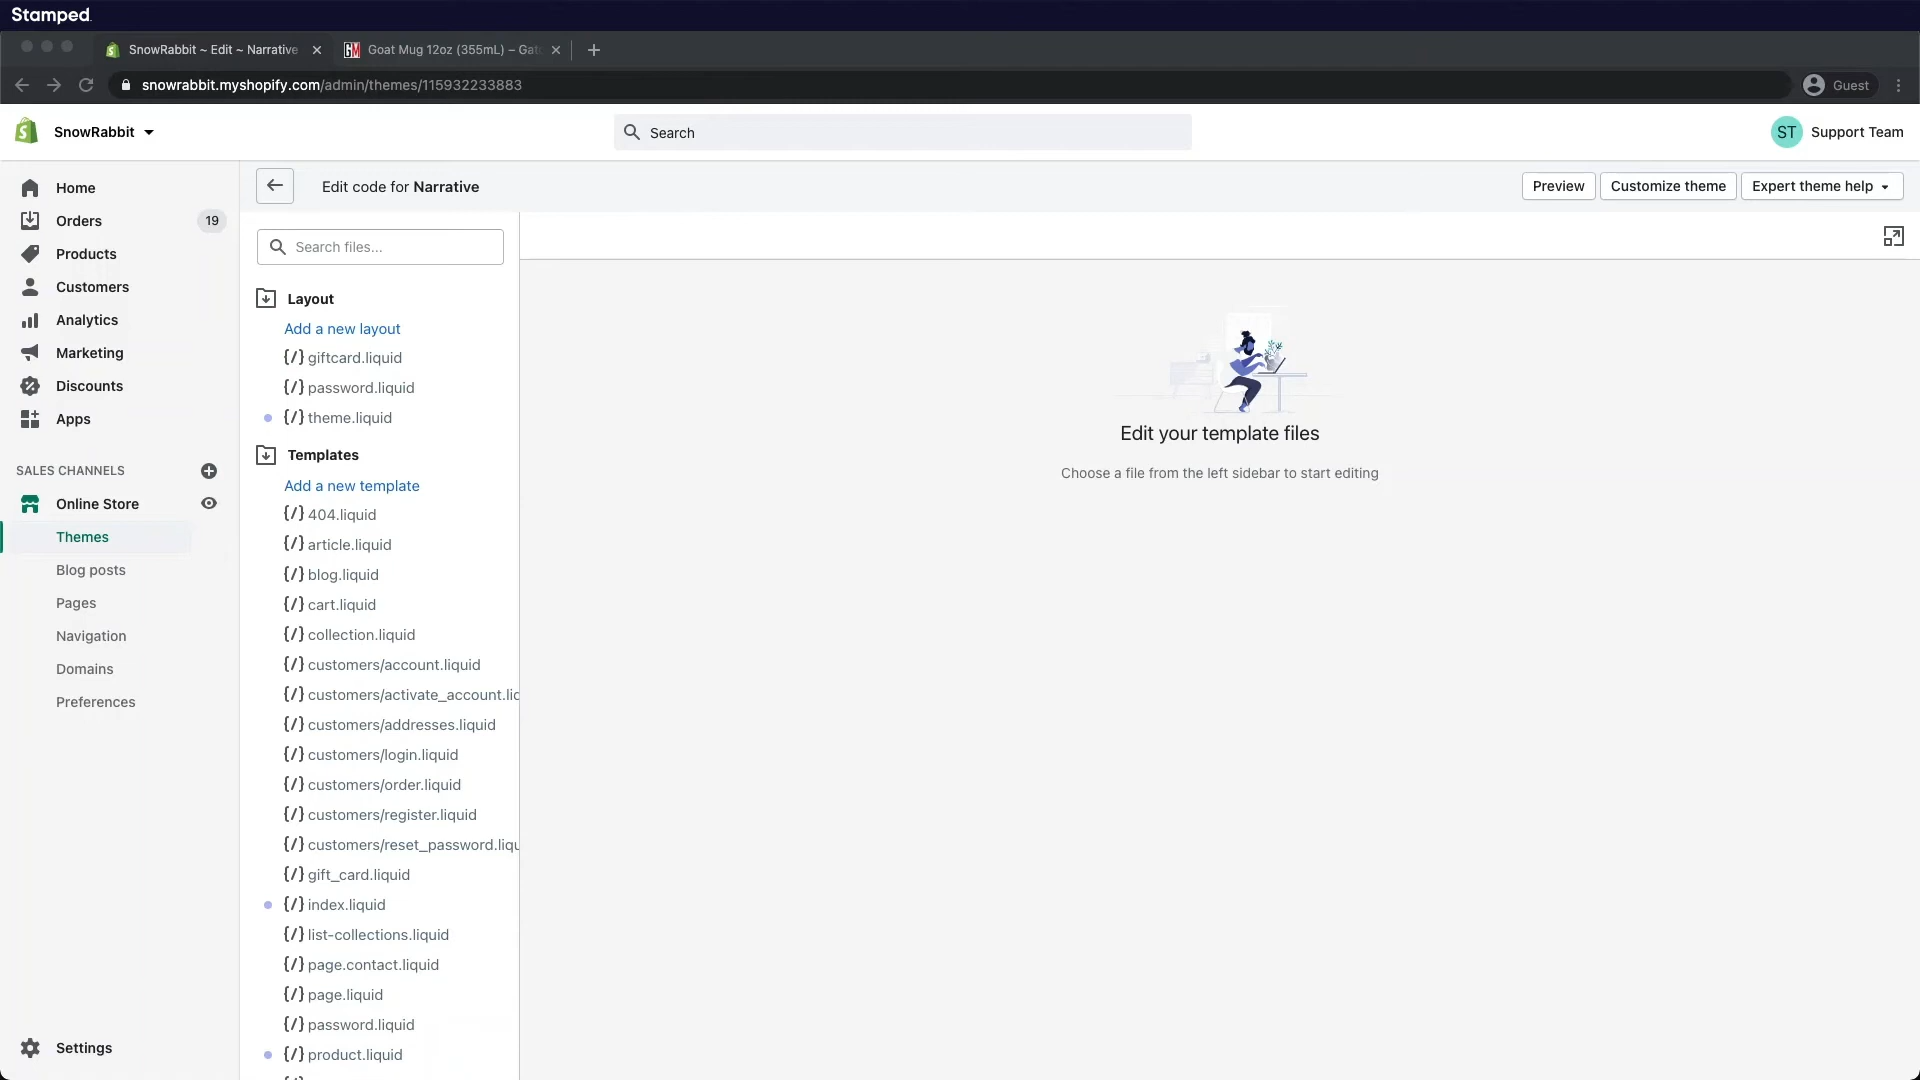 Stamped.
SnowRabbit ~ Edit ~ Narrative
GM
Goat Mug 12oz (355mL) – Gat
snowrabbit.myshopify.com/admin/themes/115932233883
Guest
SnowRabbit
Search
ST
Support Team
Home
Orders
19
Products
Customers
Analytics
Marketing
Discounts
Apps
SALES CHANNELS
Online Store
Themes
Blog posts
Pages
Navigation
Domains
Preferences
Settings
Edit code for Narrative
Preview
Customize theme
Expert theme help
Search files...
Layout
Add a new layout
{/} giftcard.liquid
{/} password.liquid
{/} theme.liquid
Templates
Add a new template
{/} 404.liquid
{/} article.liquid
{/} blog.liquid
{/} cart.liquid
{/} collection.liquid
{/} customers/account.liquid
{/} customers/activate_account.liq
{/} customers/addresses.liquid
{/} customers/login.liquid
{/} customers/order.liquid
{/} customers/register.liquid
{/} customers/reset_password.liqu
{/} gift_card.liquid
{/} index.liquid
{/} list-collections.liquid
{/} page.contact.liquid
{/} page.liquid
{/} password.liquid
{/} product.liquid
Edit your template files
Choose a file from the left sidebar to start editing